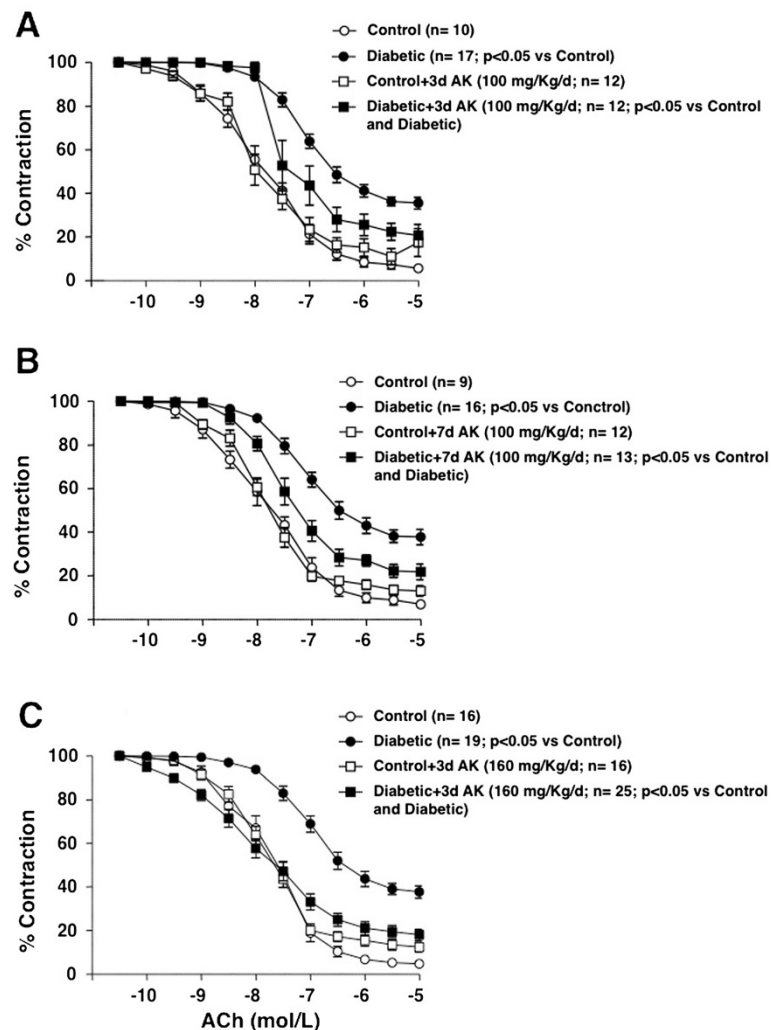 A
Control (n= 10)
Diabetic (n= 17; p<0.05 vs Control)
Control+3d AK (100 mg/Kg/d; n= 12)
Diabetic+3d AK (100 mg/Kg/d; n= 12; p<0.05 vs Control
and Diabetic)
% Contraction
100
80
60
40
20
0
-10 -9 -8 -7 -6 -5
B
Control (n= 9)
Diabetic (n= 16; p<0.05 vs Conctrol)
Control+7d AK (100 mg/Kg/d; n= 12)
Diabetic+7d AK (100 mg/Kg/d; n= 13; p<0.05 vs Control
and Diabetic)
% Contraction
100
80
60
40
20
0
-10 -9 -8 -7 -6 -5
C
Control (n= 16)
Diabetic (n= 19; p<0.05 vs Control)
Control+3d AK (160 mg/Kg/d; n= 16)
Diabetic+3d AK (160 mg/Kg/d; n= 25; p<0.05 vs Control
and Diabetic)
% Contraction
100
80
60
40
20
0
-10 -9 -8 -7 -6 -5
ACh (mol/L)